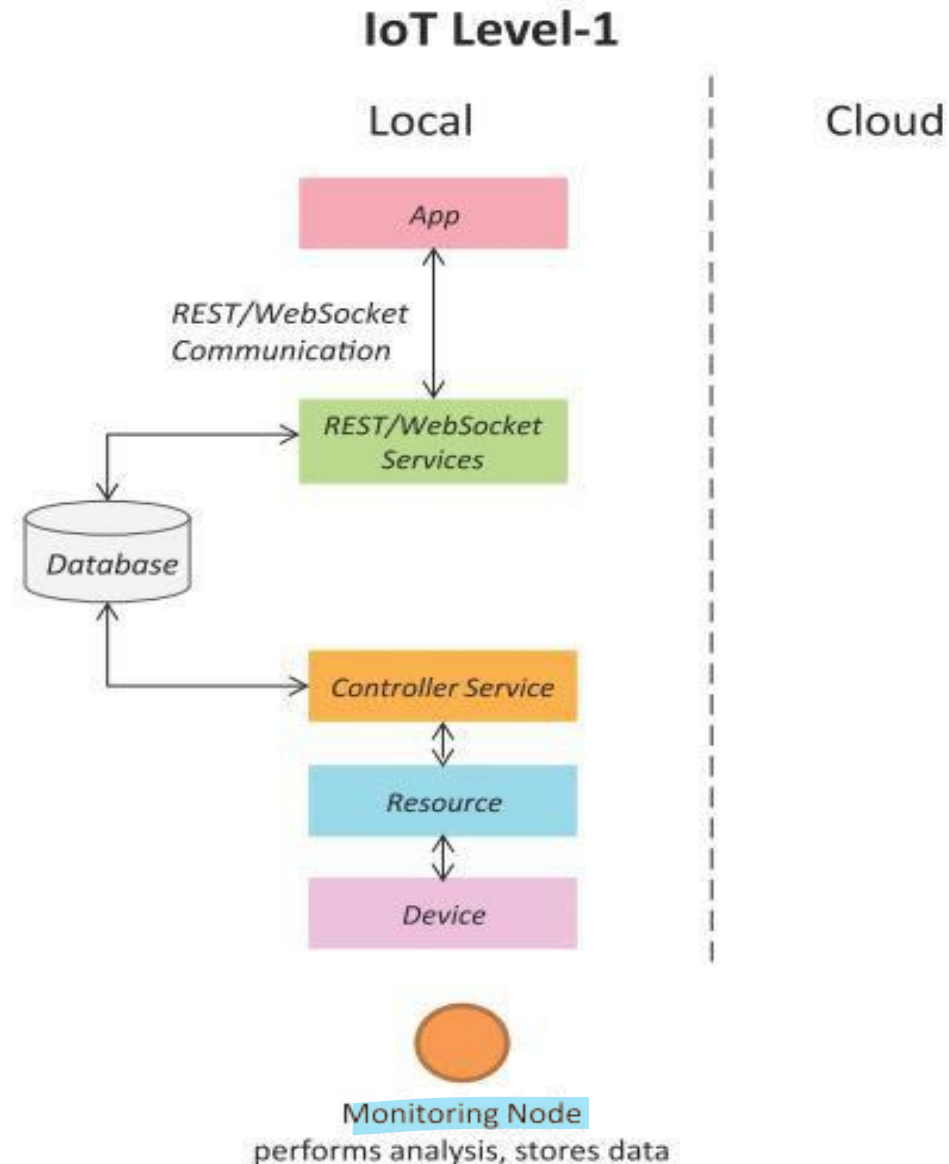 IoT Level-1
Local
Cloud
App
REST/WebSocket
Communication
REST/WebSocket
Services
Database
Controller Service
Resource
Device
Monitoring Node
performs analysis, stores data